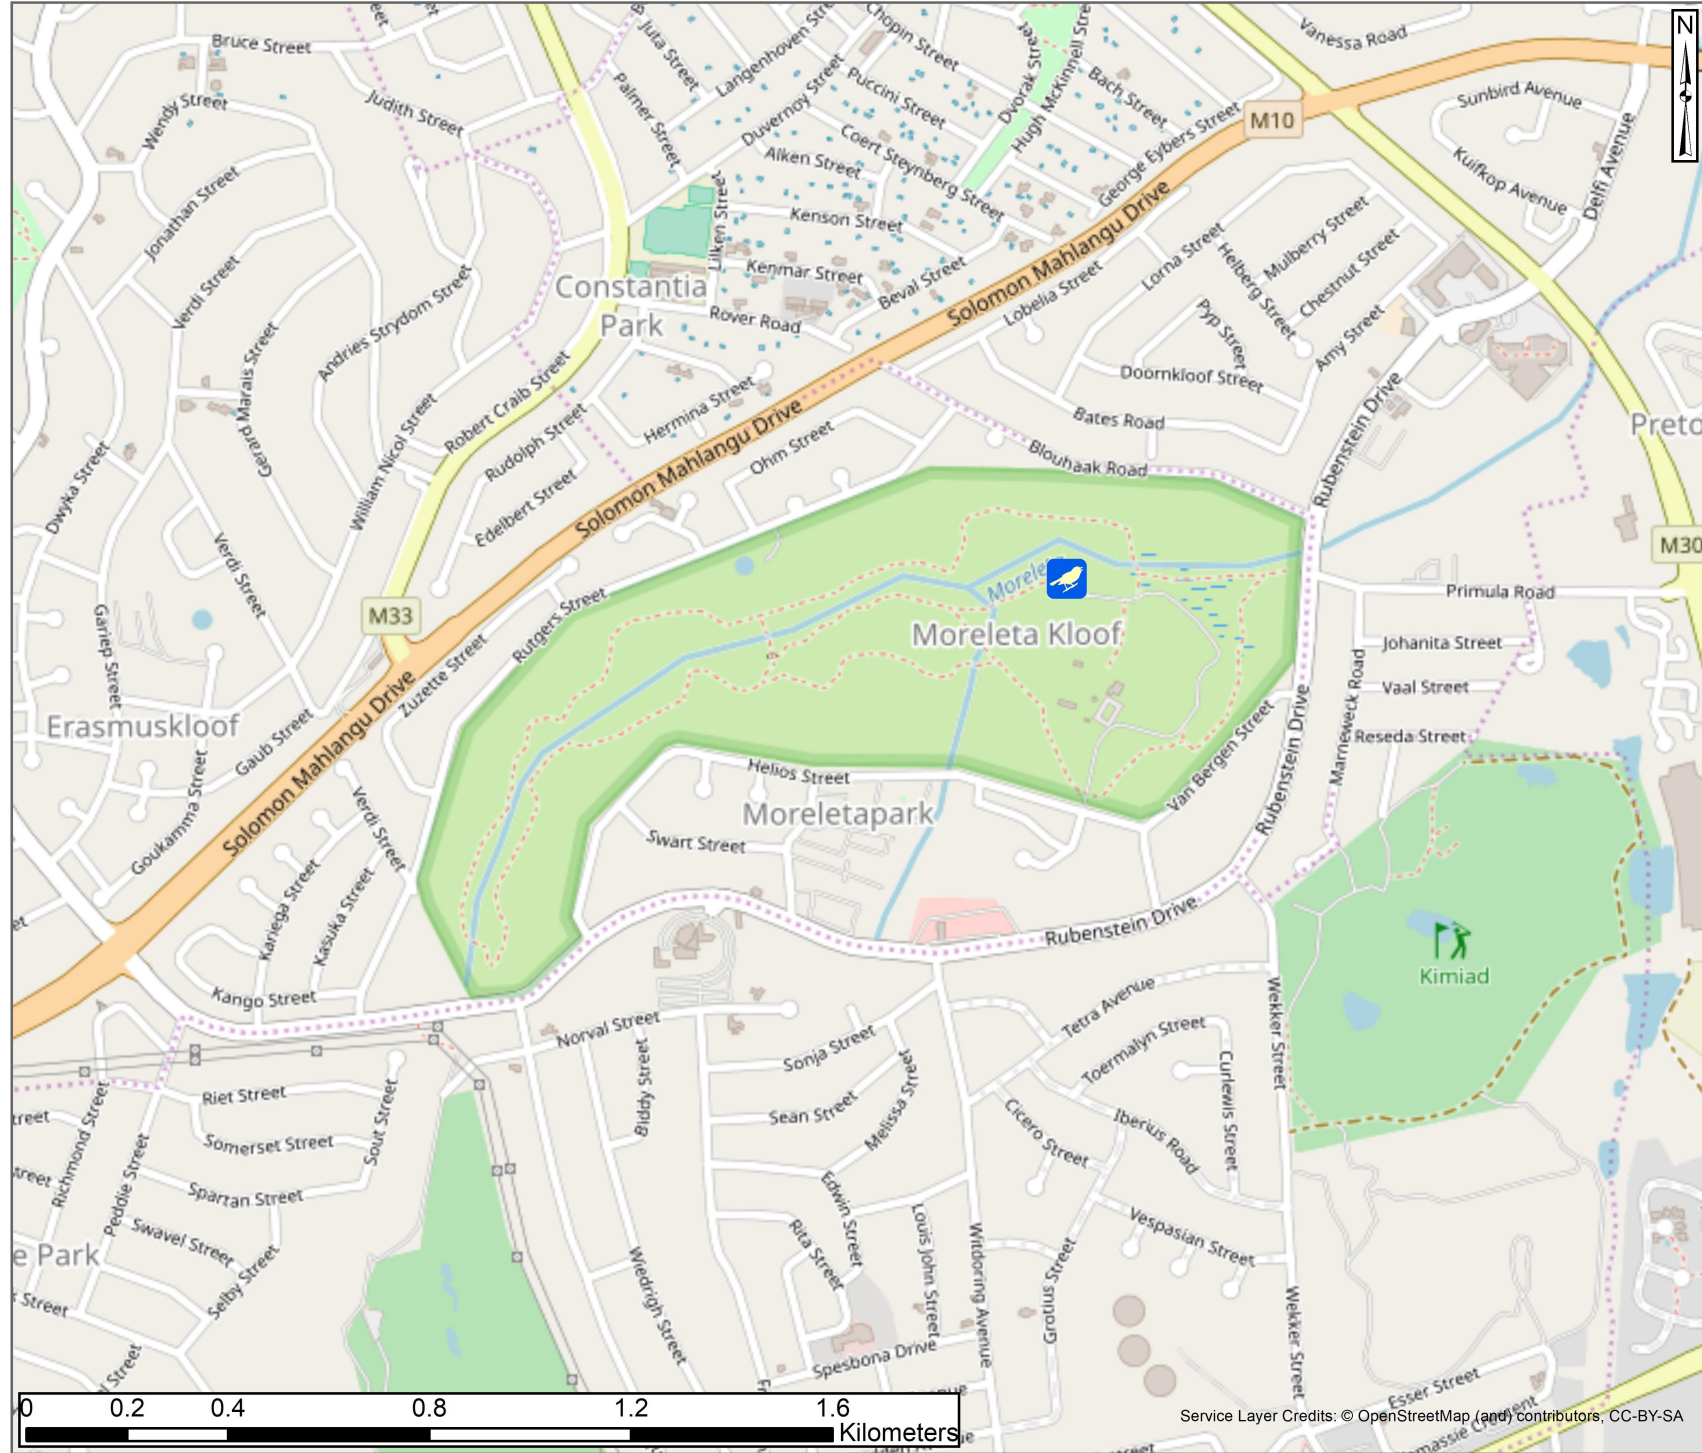 Bruce Street
Juta Street
Langenhoven
Chopin Street
Dvorak Street
Hugh McKinnell
Vanessa Road
N
Wendy Street
Judith Street
Palmer Street
Duvernoy Street
Puccini Street
Bach Street
M10
Sunbird Avenue
Delfi Avenue
Alken Street
Coert Steynberg Street
George Eybers Street
Kuifkop Avenue
Jonathan Street
Lilken Street
Kenson Street
Solomon Mahlangu Drive
Lorna Street
Mulberry Street
Helberg Street
Chestnut Street
Verdi Street
Andries Strydom Street
Constantia
Park
Kenmar Street
Beval Street
Lobelia Street
Rover Road
Pyp Street
Amy Street
Gerard Marais Street
Robert Craib Street
Hermina Street
Doornkloof Street
Rubenstein Drive
Bates Road
William Nicol Street
Rudolph Street
Solomon Mahlangu Drive
Ohm Street
Blouhaak Road
Preto
Dwyka Street
Edelbert Street
Verdi Street
M30
Gariep Street
M33
Rutgers Street
Zuzette Street
Moreleta Kloof
Primula Road
Johanita Street
Vaal Street
Reseda Street
Marneweck Road
Erasmuskloof
Gaub Street
Goukamma Street
Solomon Mahlangu Drive
Verdi Street
Helios Street
Moreletapark
Swart Street
Van Bergen Street
Rubenstein Drive
Kariega Street
Kasuka Street
Kango Street
Rubenstein Drive
Kimiad
Norval Street
Biddy Street
Sonja Street
Sean Street
Melissa Street
Tetra Avenue
Toermalyn Street
Curlewis Street
Wekker Street
Riet Street
Somerset Street
Sout Street
Spartan Street
Swavel Street
Selby Street
Richmond Street
Peddie Street
treet
e Park
Street
Cicero Street
Iberius Road
Edwin Street
Rita Street
Louis John Street
Witdoring Avenue
Gronius Street
Vespasian Street
Wiedrigh Street
Wekker Street
Spesbona Drive
Esser Street
0 0.2 0.4 0.8 1.2 1.6
Kilometers
Service Layer Credits: © OpenStreetMap (and) contributors, CC-BY-SA